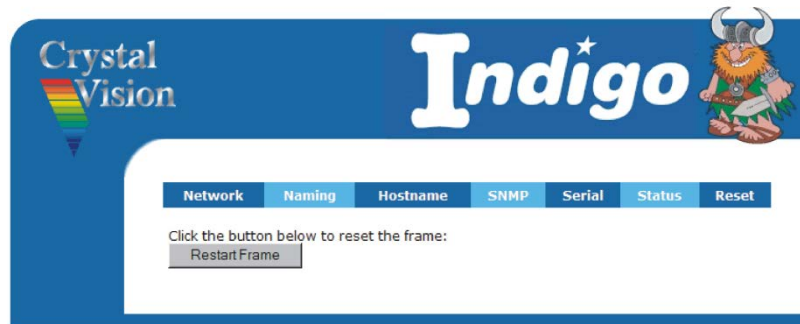 Crystal
Vision
Indigo
Network Naming Hostname SNMP Serial Status Reset
Click the button below to reset the frame:
Restart Frame